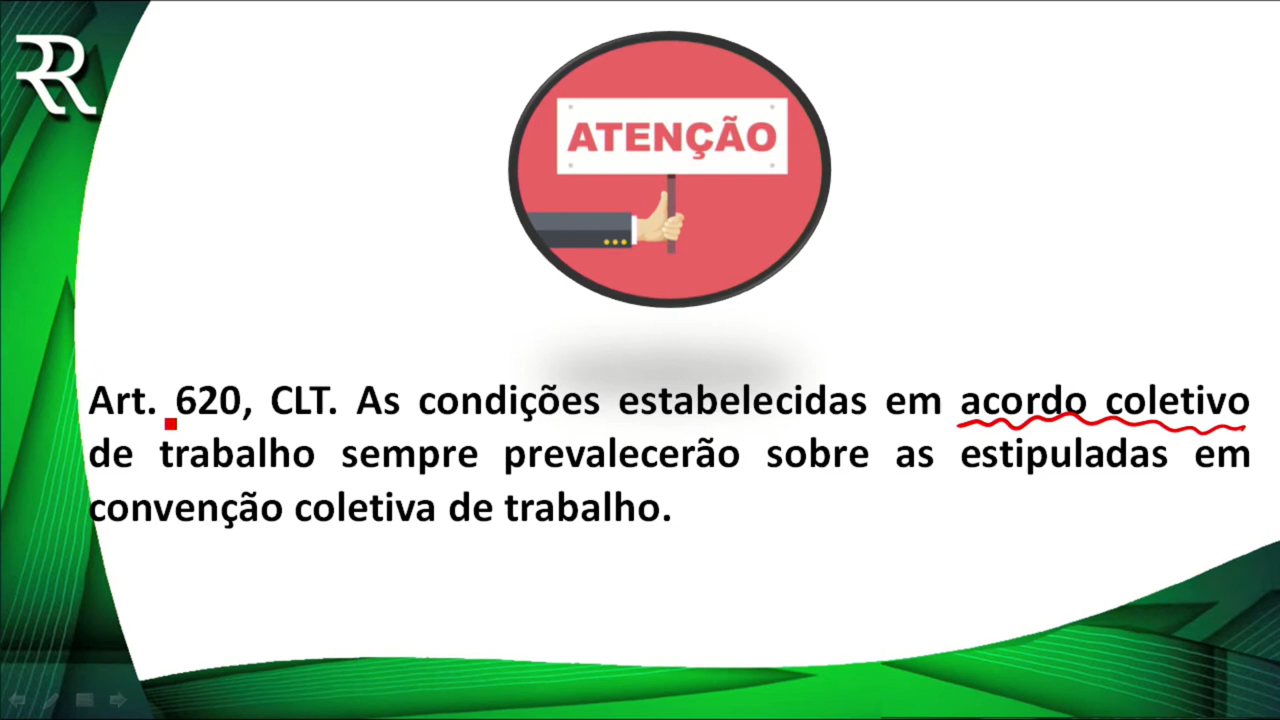 RR
ATENÇÃO
Art. 620, CLT. As condições estabelecidas em acordo coletivo
de trabalho sempre prevalecerão sobre as estipuladas em
convenção coletiva de trabalho.